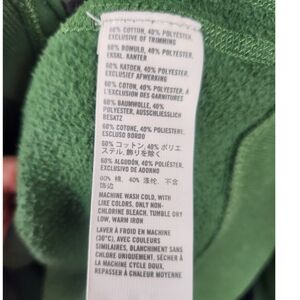 60% COTTON, 40% POLYESTER,
EXCLUSIVE OF TRIMMING
60% BOMULD, 40% POLYESTER,
EKSKL. KANTER
60% KATOEN, 40% POLYESTER,
EXCLUSIEF AFWERKING
60% COTON, 40% POLYESTER, À
L'EXCLUSION DES GARNITURES
60% BAUMWOLLE, 40%
POLYESTER, AUSSCHLIESSLICH
BESATZ
60% COTONE, 40% POLIESTERE,
ESCLUSO BORDO
60% コットン, 40% ポリエ
ステル, 飾りを除く
60% ALGODÓN, 40% POLIÉSTER,
EXCLUSIVO DE ADORNO
60% 棉, 40% 涤纶, 不含
饰边
MACHINE WASH COLD, WITH
LIKE COLORS, ONLY NON-
CHLORINE BLEACH, TUMBLE DRY
LOW, WARM IRON
LAVER À FROID EN MACHINE
(30°C), AVEC COULEURS
SIMILAIRES, BLANCHIMENT SANS
CHLORE UNIQUEMENT, SÉCHER À
LA MACHINE CYCLE DOUX,
REPASSER À CHALEUR MOYENNE